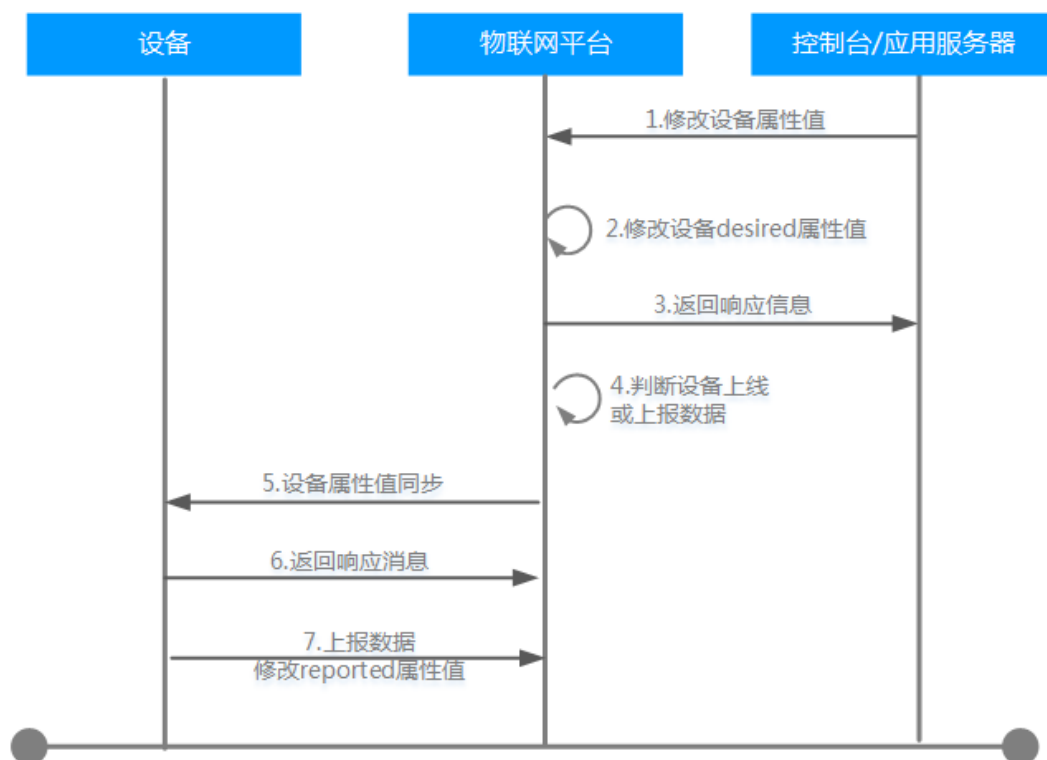 设备
物联网平台
控制台/应用服务器
1.修改设备属性值
2.修改设备desired属性值
3.返回响应信息
4.判断设备上线
或上报数据
5.设备属性值同步
6.返回响应消息
7.上报数据
修改reported属性值